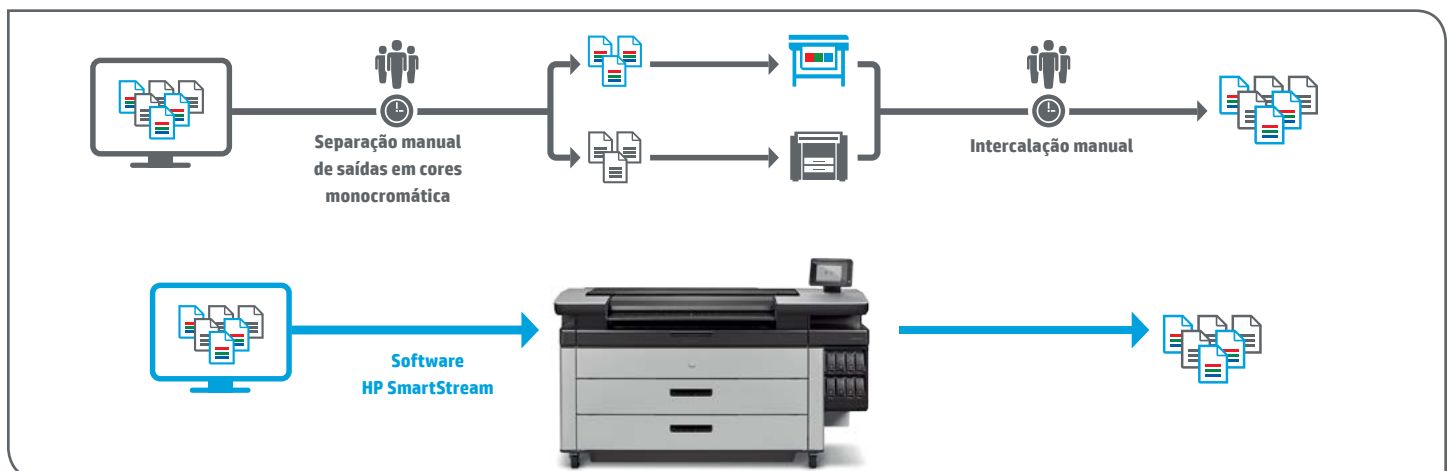 Separação manual
de saídas em cores
monocromática
Intercalação manual
Software
HP SmartStream